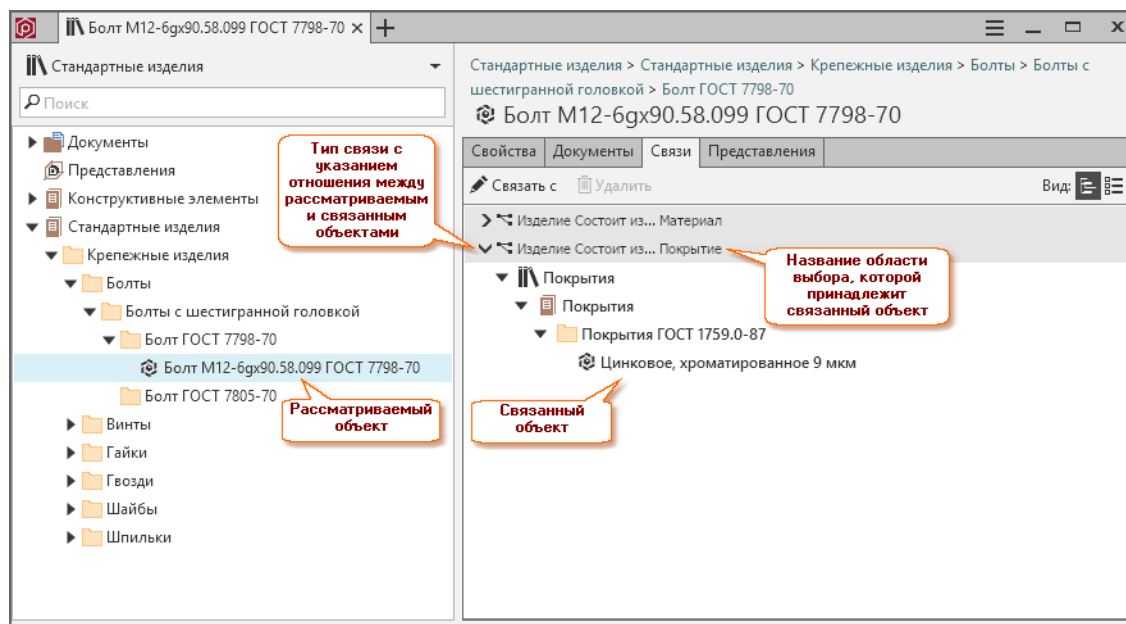 Болт М12-6gx90.58.099 ГОСТ 7798-70
Стандартные изделия
Поиск
Документы
Представления
Конструктивные элементы
Стандартные изделия
Крепежные изделия
Болты
Болты с шестигранной головкой
Болт ГОСТ 7798-70
Болт М12-6gx90.58.099 ГОСТ 7798-70
Болт ГОСТ 7805-70
Винты
Гайки
Гвозди
Шайбы
Шпильки
Тип связи с
указанием
отношения между
рассматриваемым
и связанным
объектами
Рассматриваемый
объект
Стандартные изделия > Стандартные изделия > Крепежные изделия > Болты > Болты с
шестигранной головкой > Болт ГОСТ 7798-70
Болт М12-6gx90.58.099 ГОСТ 7798-70
Свойства Документы Связи Представления
Связать с Удалить Вид:
Изделие Состоит из... Материал
Изделие Состоит из... Покрытие
Покрытия
Покрытия
Покрытия ГОСТ 1759.0-87
Цинковое, хроматированное 9 мкм
Название области
выбора, которой
принадлежит
связанный объект
Связанный
объект